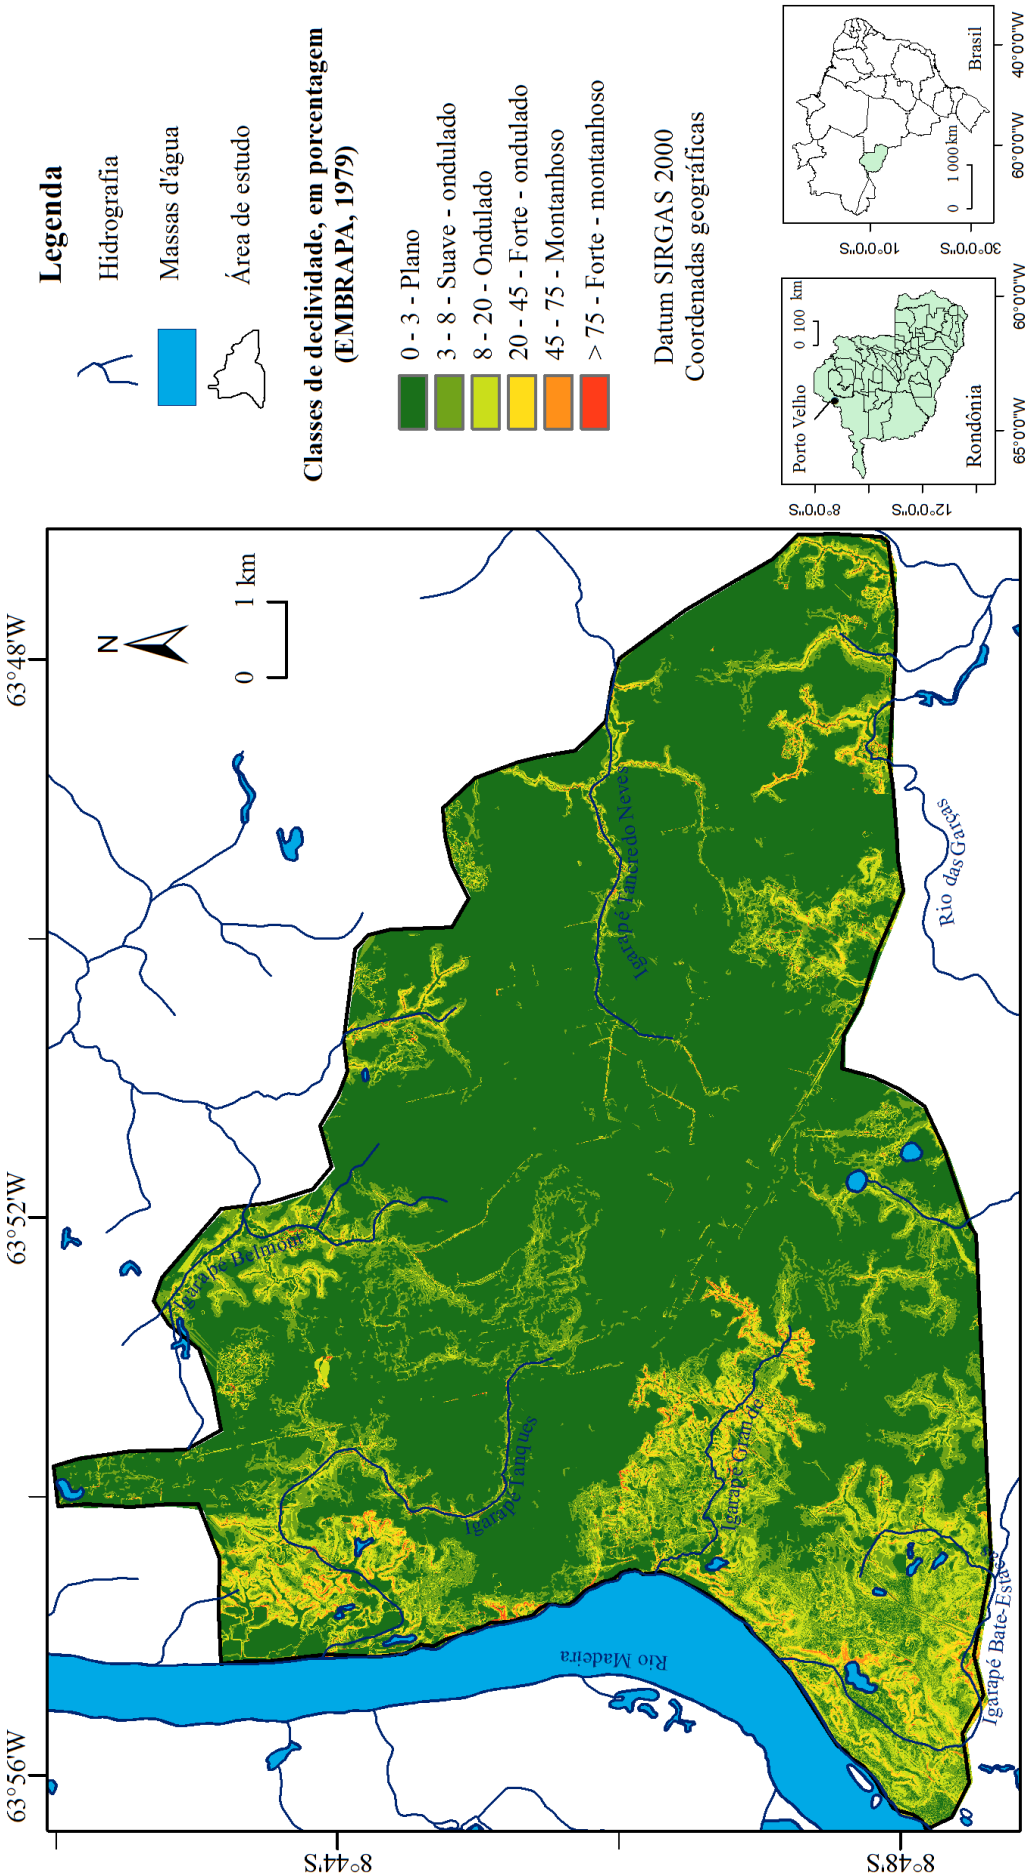 63°56'W
63°52'W
63°48'W
8°44'S
8°48'S
N
0 1 km
Igarapé Belmont
Igarapé Tanques
Igarapé Grande
Igarapé Tancredo Neves
Rio Madeira
Igarapé Bate-Estaca
Rio das Garças
Legenda
Hidrografia
Massas d'água
Área de estudo
Classes de declividade, em porcentagem
(EMBRAPA, 1979)
0 - 3 - Plano
3 - 8 - Suave - ondulado
8 - 20 - Ondulado
20 - 45 - Forte - ondulado
45 - 75 - Montanhoso
> 75 - Forte - montanhoso
Datum SIRGAS 2000
Coordenadas geográficas
Porto Velho
0 100 km
Rondônia
8°0'0"S
12°0'0"S
65°0'0"W
60°0'0"W
Brasil
0 1 000 km
10°0'0"S
30°0'0"S
60°0'0"W
40°0'0"W